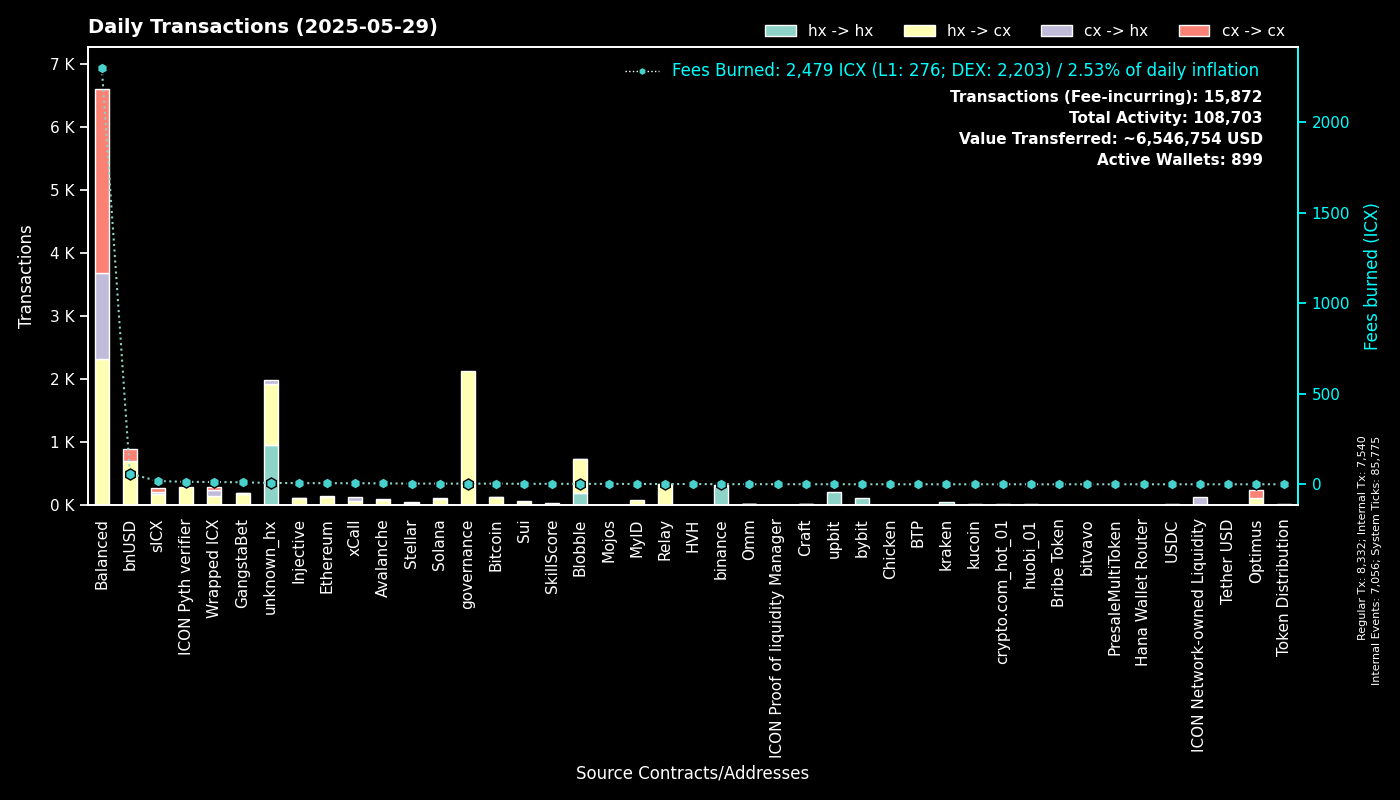 Daily Transactions (2025-05-29)
hx -> hx
hx -> cx
cx -> hx
cx -> cx
Fees Burned: 2,479 ICX (L1: 276; DEX: 2,203) / 2.53% of daily inflation
Transactions (Fee-incurring): 15,872
Total Activity: 108,703
Value Transferred: ~6,546,754 USD
Active Wallets: 899
Transactions
7 K
6 K
5 K
4 K
3 K
2 K
1 K
0 K
2000
1500
1000
500
0
Fees burned (ICX)
Regular Tx: 8,332; Internal Tx: 7,540
Internal Events: 7,056; System Ticks: 85,775
Balanced
bnUSD
sICX
ICON Pyth verifier
Wrapped ICX
GangstaBet
unknown_hx
Injective
Ethereum
xCall
Avalanche
Stellar
Solana
governance
Bitcoin
Sui
SkillScore
Blobble
Mojos
MyID
Relay
HVH
binance
Omm
ICON Proof of liquidity Manager
Craft
upbit
bybit
Chicken
BTP
kraken
kucoin
crypto.com_hot_01
huobi_01
Bribe Token
bitvavo
PresaleMultiToken
Hana Wallet Router
USDC
ICON Network-owned Liquidity
Tether USD
Optimus
Token Distribution
Source Contracts/Addresses